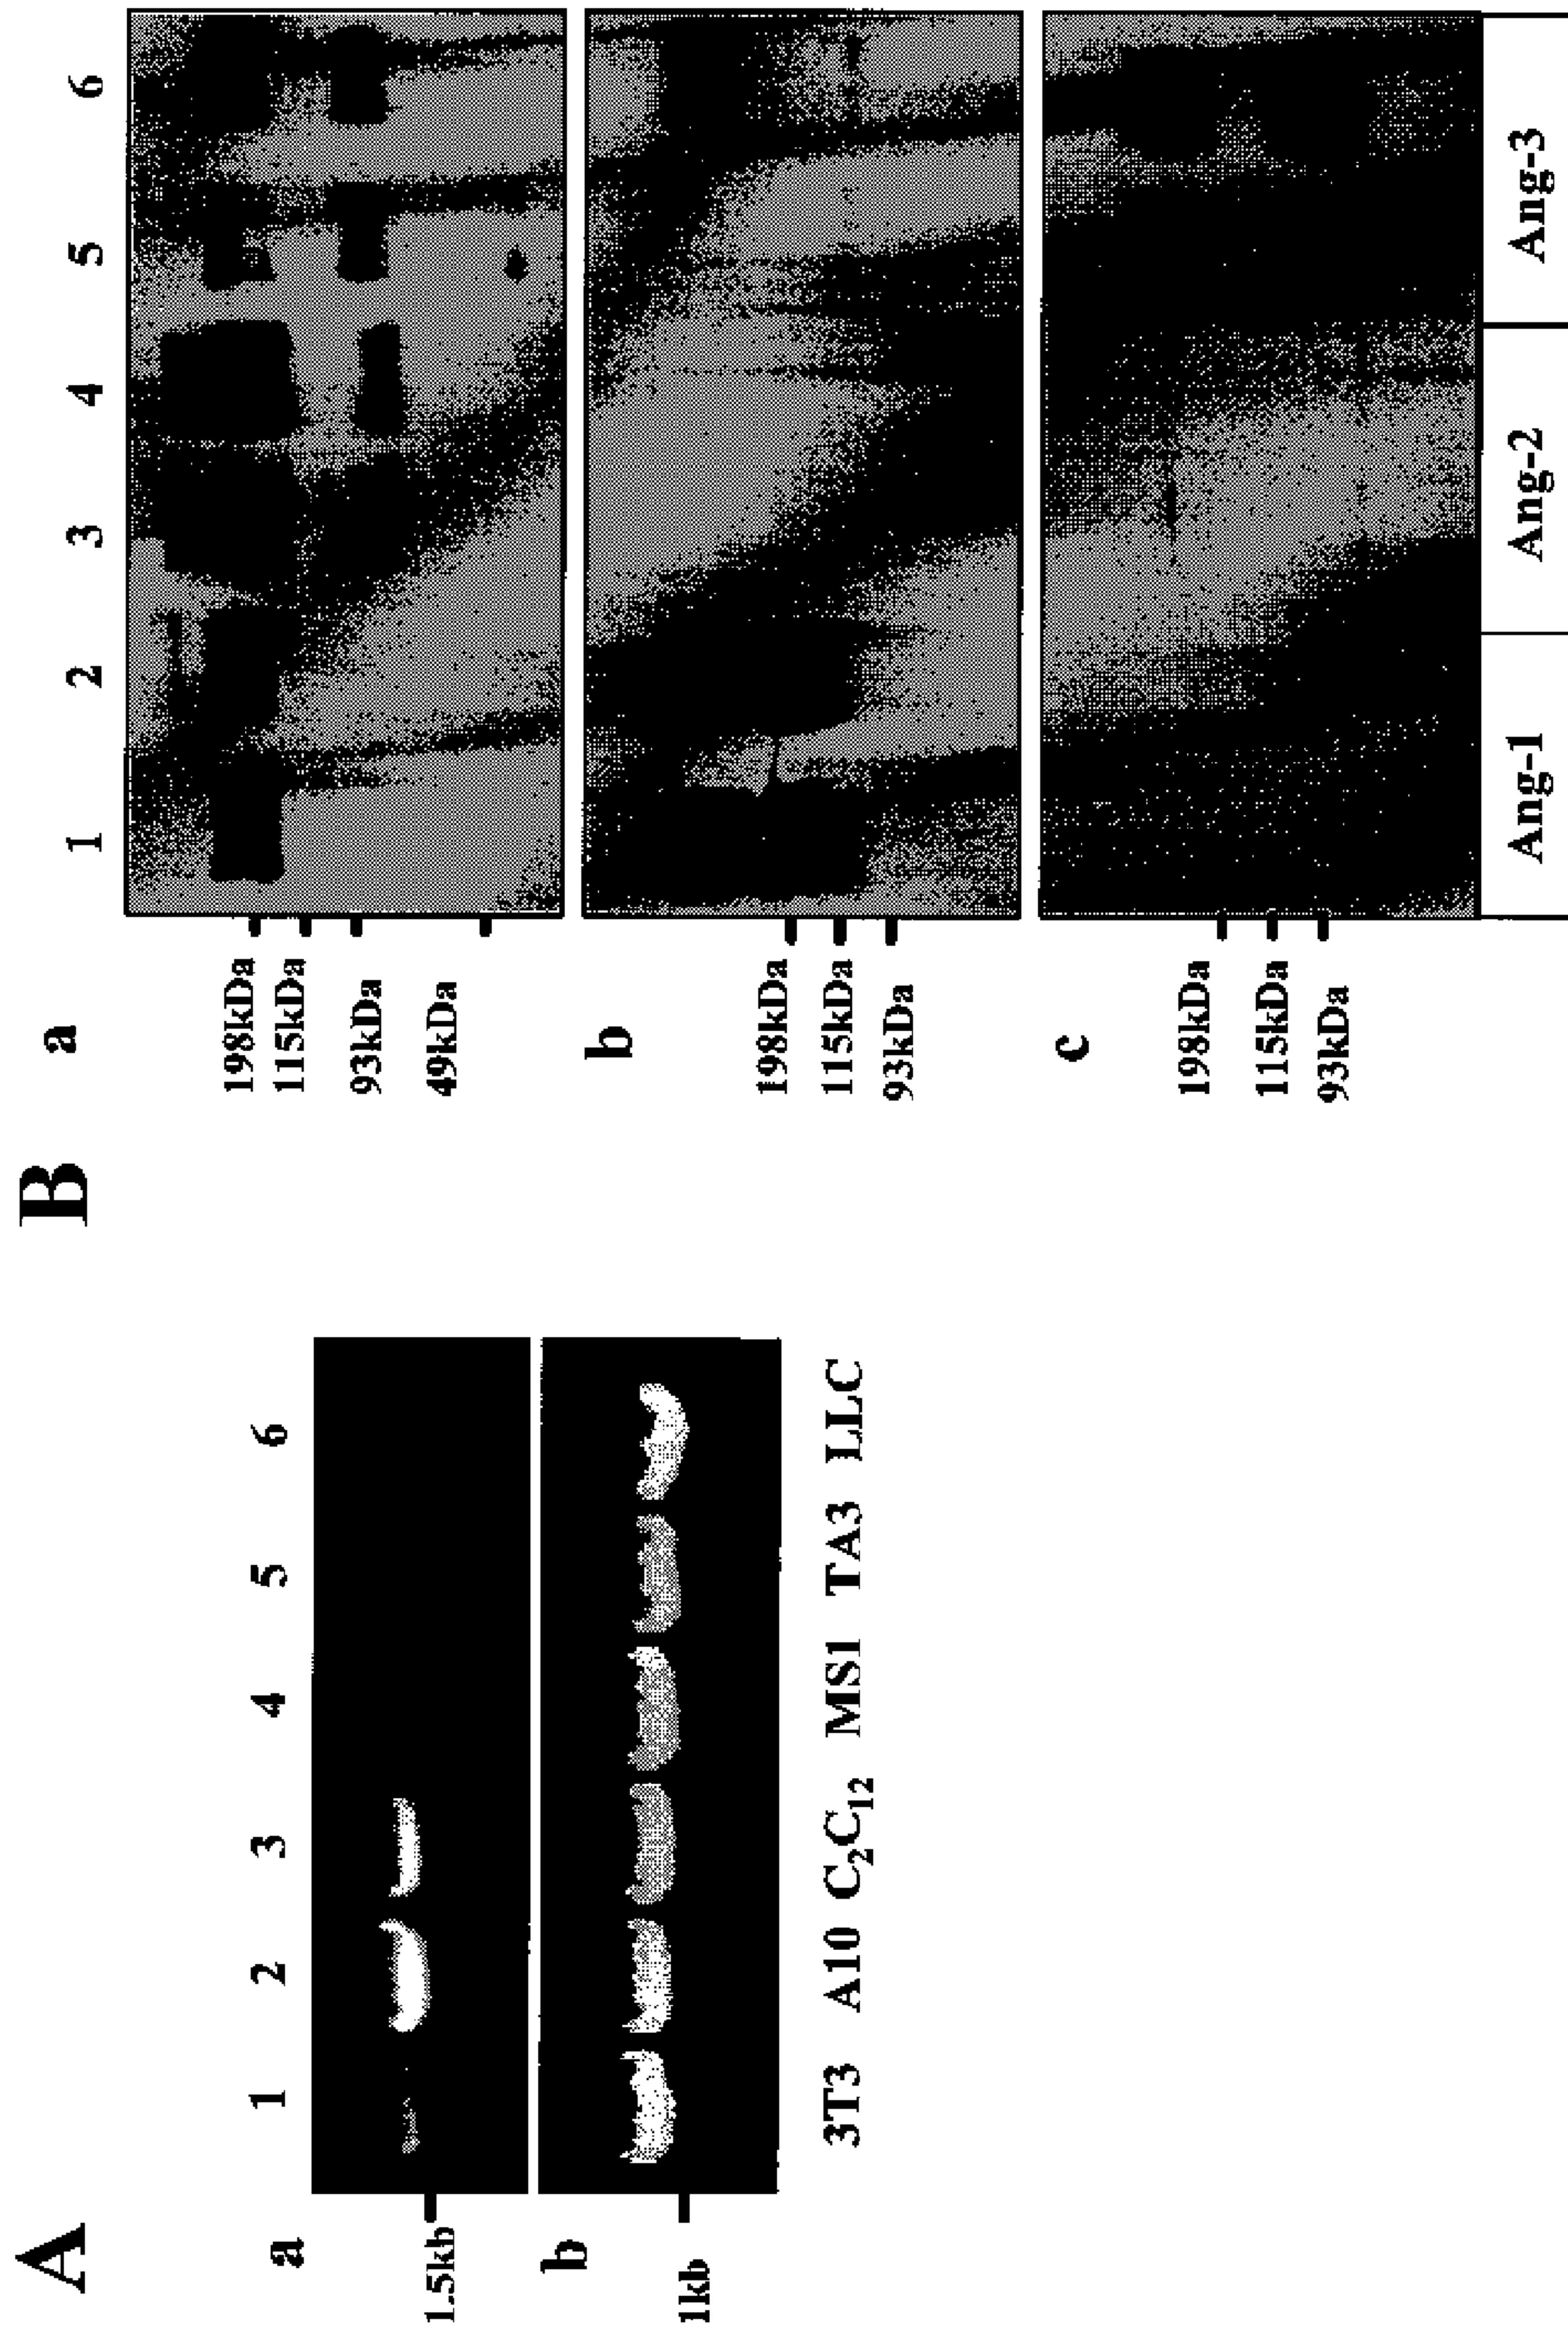 A
a
1 2 3 4 5 6
1.5kb
b
1kb
3T3 A10 C₂C₁₂ MS1 TA3 LLC
B
a
1 2 3 4 5 6
198kDa
115kDa
93kDa
49kDa
b
198kDa
115kDa
93kDa
c
198kDa
115kDa
93kDa
Ang-1 Ang-2 Ang-3